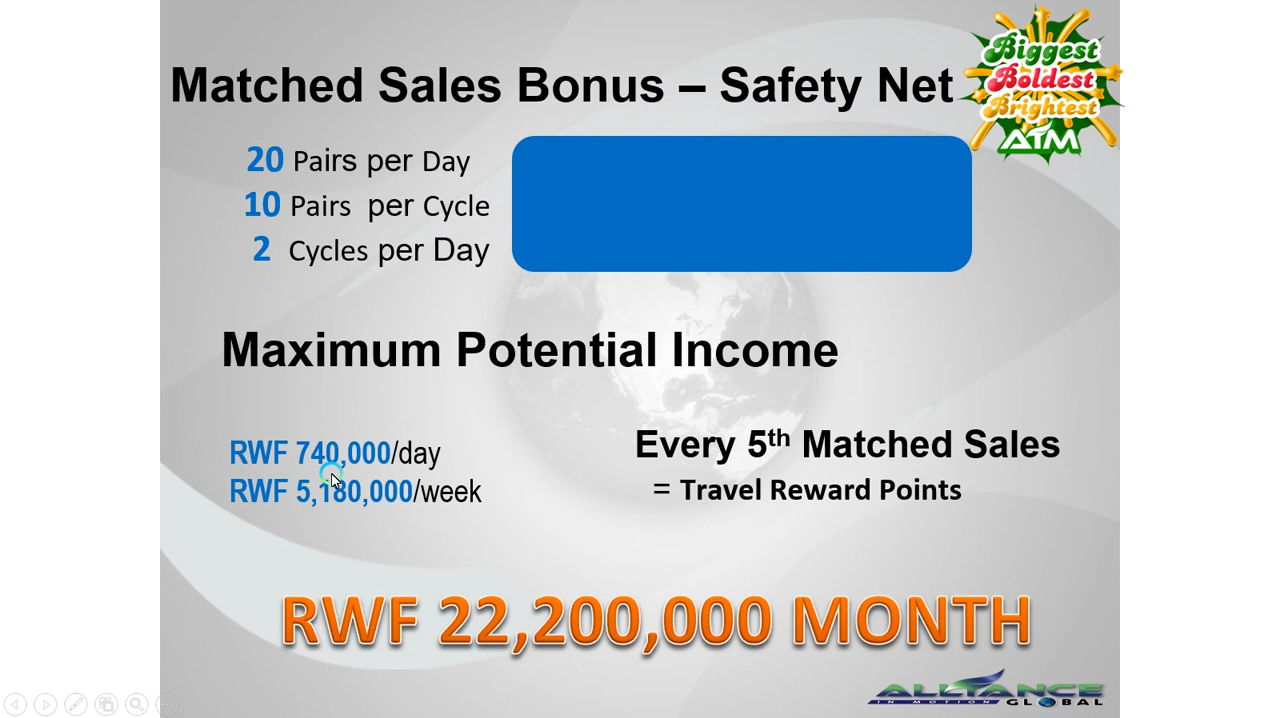 Matched Sales Bonus – Safety Net
Biggest
Boldest
Brightest
ATM
20 Pairs per Day
10 Pairs per Cycle
2 Cycles per Day
Maximum Potential Income
RWF 740,000/day
RWF 5,180,000/week
Every 5th Matched Sales
= Travel Reward Points
RWF 22,200,000 MONTH
ALLIANCE
IN MOTION GLOBAL